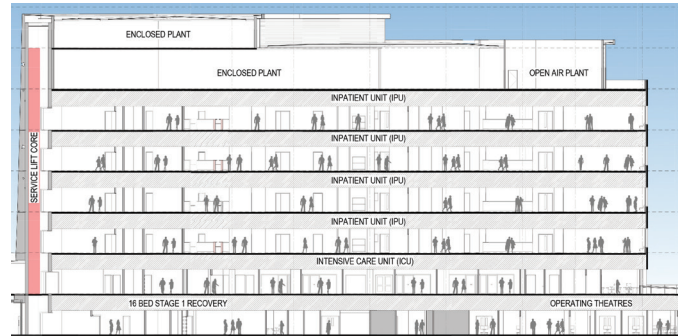 ENCLOSED PLANT
ENCLOSED PLANT
OPEN AIR PLANT
INPATIENT UNIT (IPU)
INPATIENT UNIT (IPU)
SERVICE LIFT CORE
INPATIENT UNIT (IPU)
INPATIENT UNIT (IPU)
INTENSIVE CARE UNIT (ICU)
16 BED STAGE 1 RECOVERY
OPERATING THEATRES